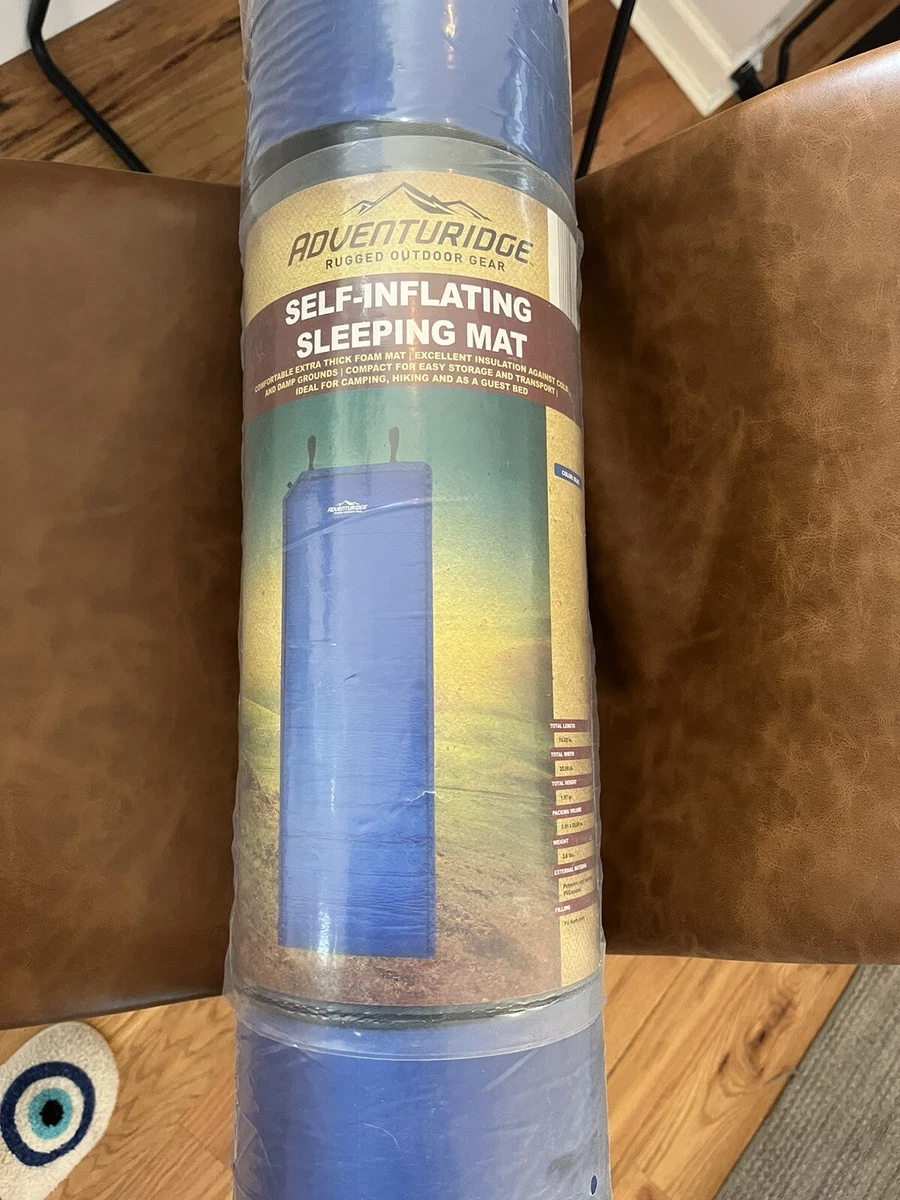 ADVENTURIDGE
RUGGED OUTDOOR GEAR
SELF-INFLATING
SLEEPING MAT
COMFORTABLE EXTRA THICK FOAM MAT | EXCELLENT INSULATION AGAINST COLD
AND DAMP GROUNDS | COMPACT FOR EASY STORAGE AND TRANSPORT |
IDEAL FOR CAMPING, HIKING AND AS A GUEST BED
ADVENTURIDGE
COLOR: BLUE
TOTAL LENGTH
TOTAL WIDTH
TOTAL HEIGHT
PACKING VOLUME
WEIGHT
EXTERNAL MATERIAL
FILLING